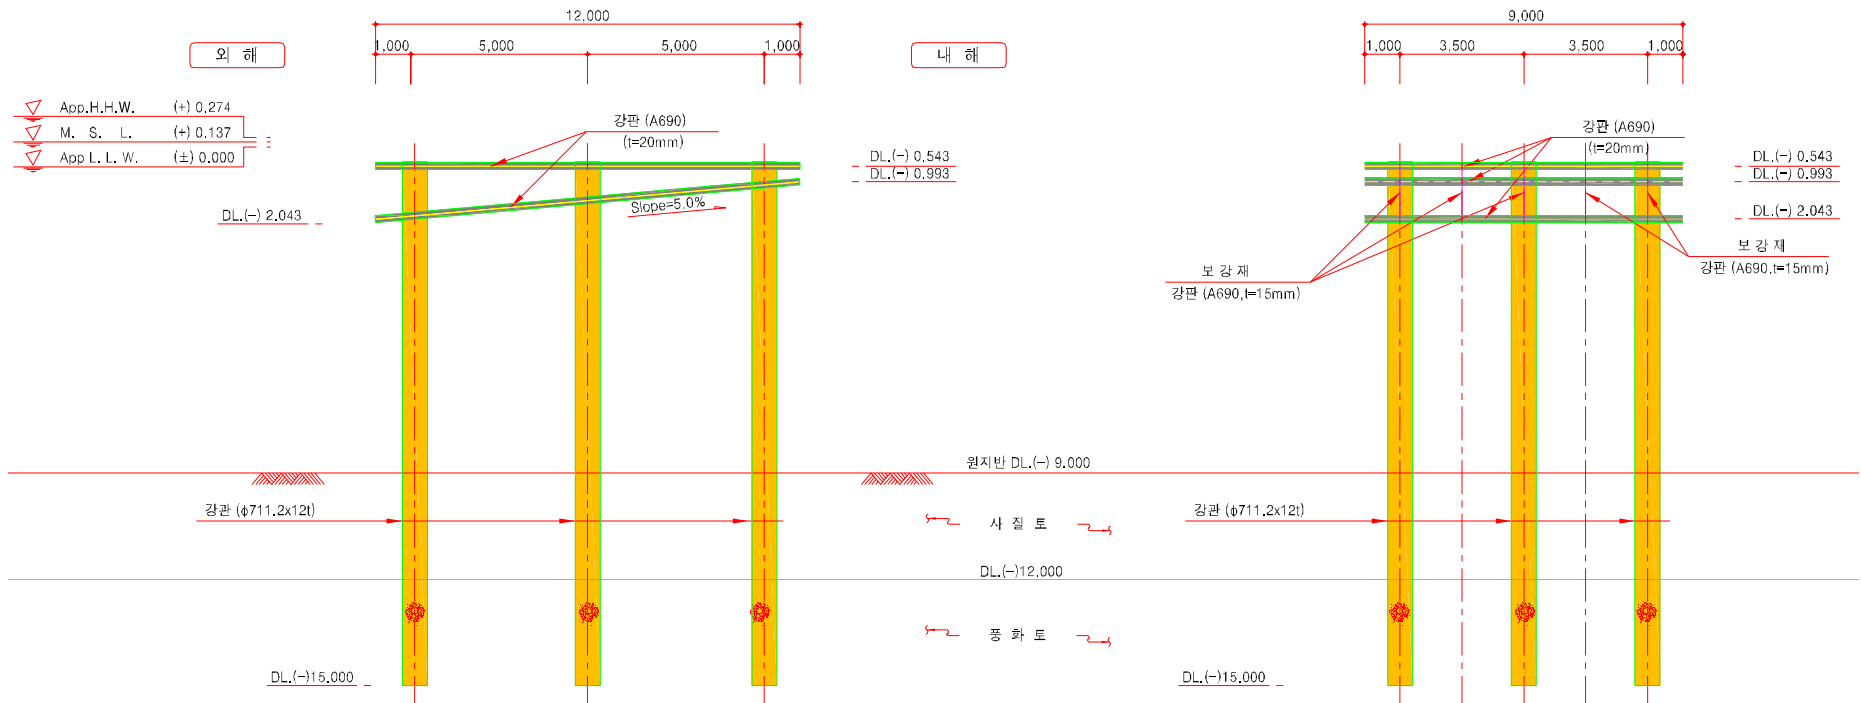 12,000
1,000
5,000
5,000
1,000
외 해
내 해
App.H.H.W. (+) 0.274
M. S. L. (+) 0.137
App L. L. W. (±) 0.000
강판 (A690)
(t=20mm)
DL.(-) 0.543
DL.(-) 0.993
DL.(-) 2.043
Slope=5.0%
9,000
1,000
3,500
3,500
1,000
강판 (A690)
(t=20mm)
DL.(-) 0.543
DL.(-) 0.993
DL.(-) 2.043
보 강 재
강판 (A690,t=15mm)
보 강 재
강판 (A690,t=15mm)
원지반 DL.(-) 9.000
강관 (φ711.2x12t)
사 질 토
강관 (φ711.2x12t)
DL.(-)12.000
풍 화 토
DL.(-)15.000
DL.(-)15.000